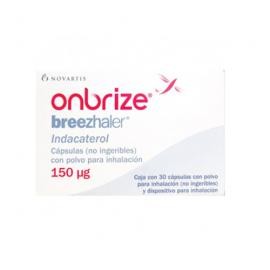 NOVARTIS
onbrize®
breezhaler®
Indacaterol
Cápsulas (no ingeribles)
con polvo para inhalación
150 µg
Caja con 30 cápsulas con polvo
para inhalación (no ingeribles)
y dispositivo para inhalación